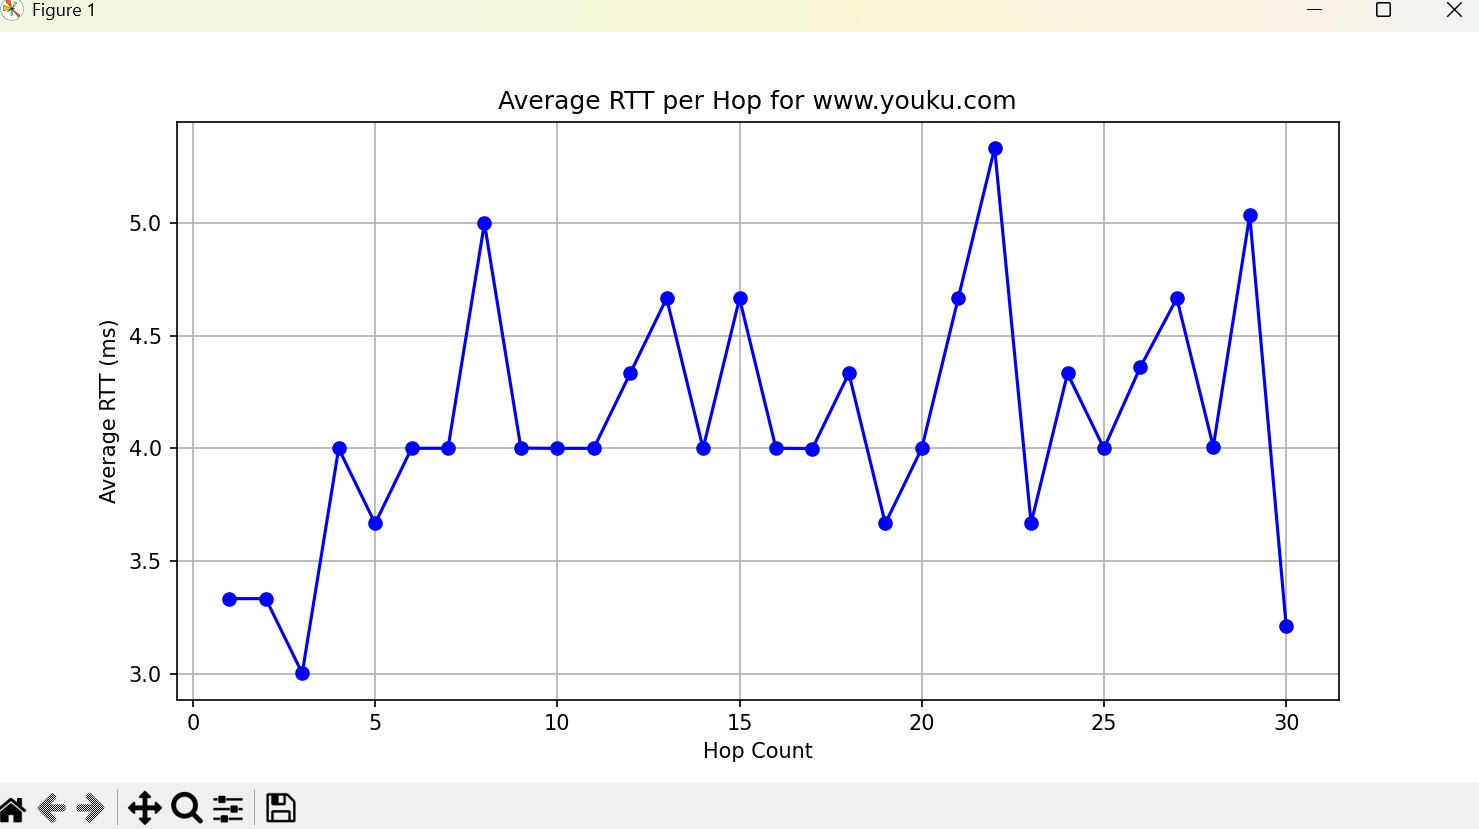 Figure 1
Average RTT per Hop for www.youku.com
5.0
4.5
4.0
3.5
3.0
Average RTT (ms)
0 5 10 15 20 25 30
Hop Count